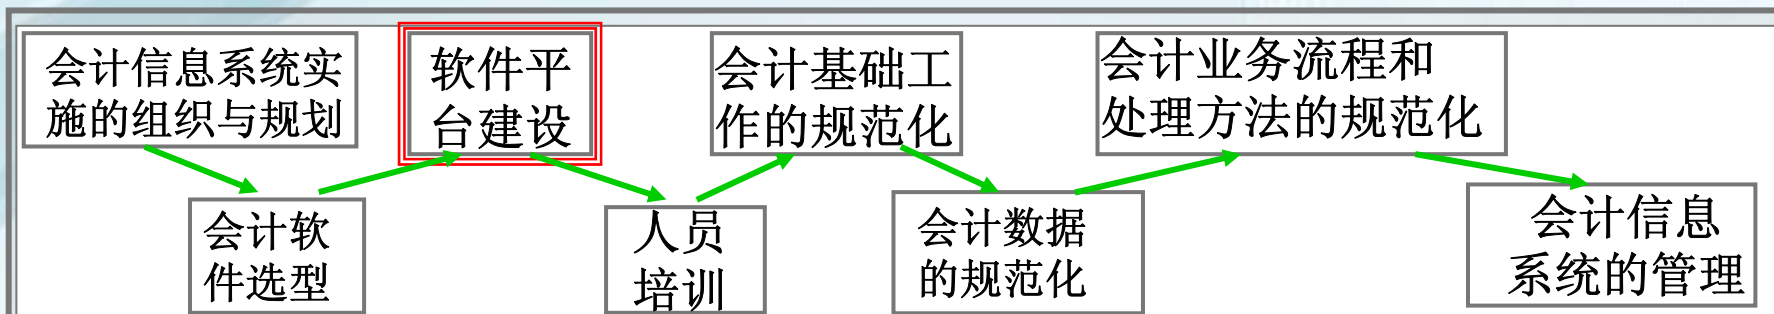 会计信息系统实
施的组织与规划
会计软
件选型
软件平
台建设
人员
培训
会计基础工
作的规范化
会计数据
的规范化
会计业务流程和
处理方法的规范化
会计信息
系统的管理